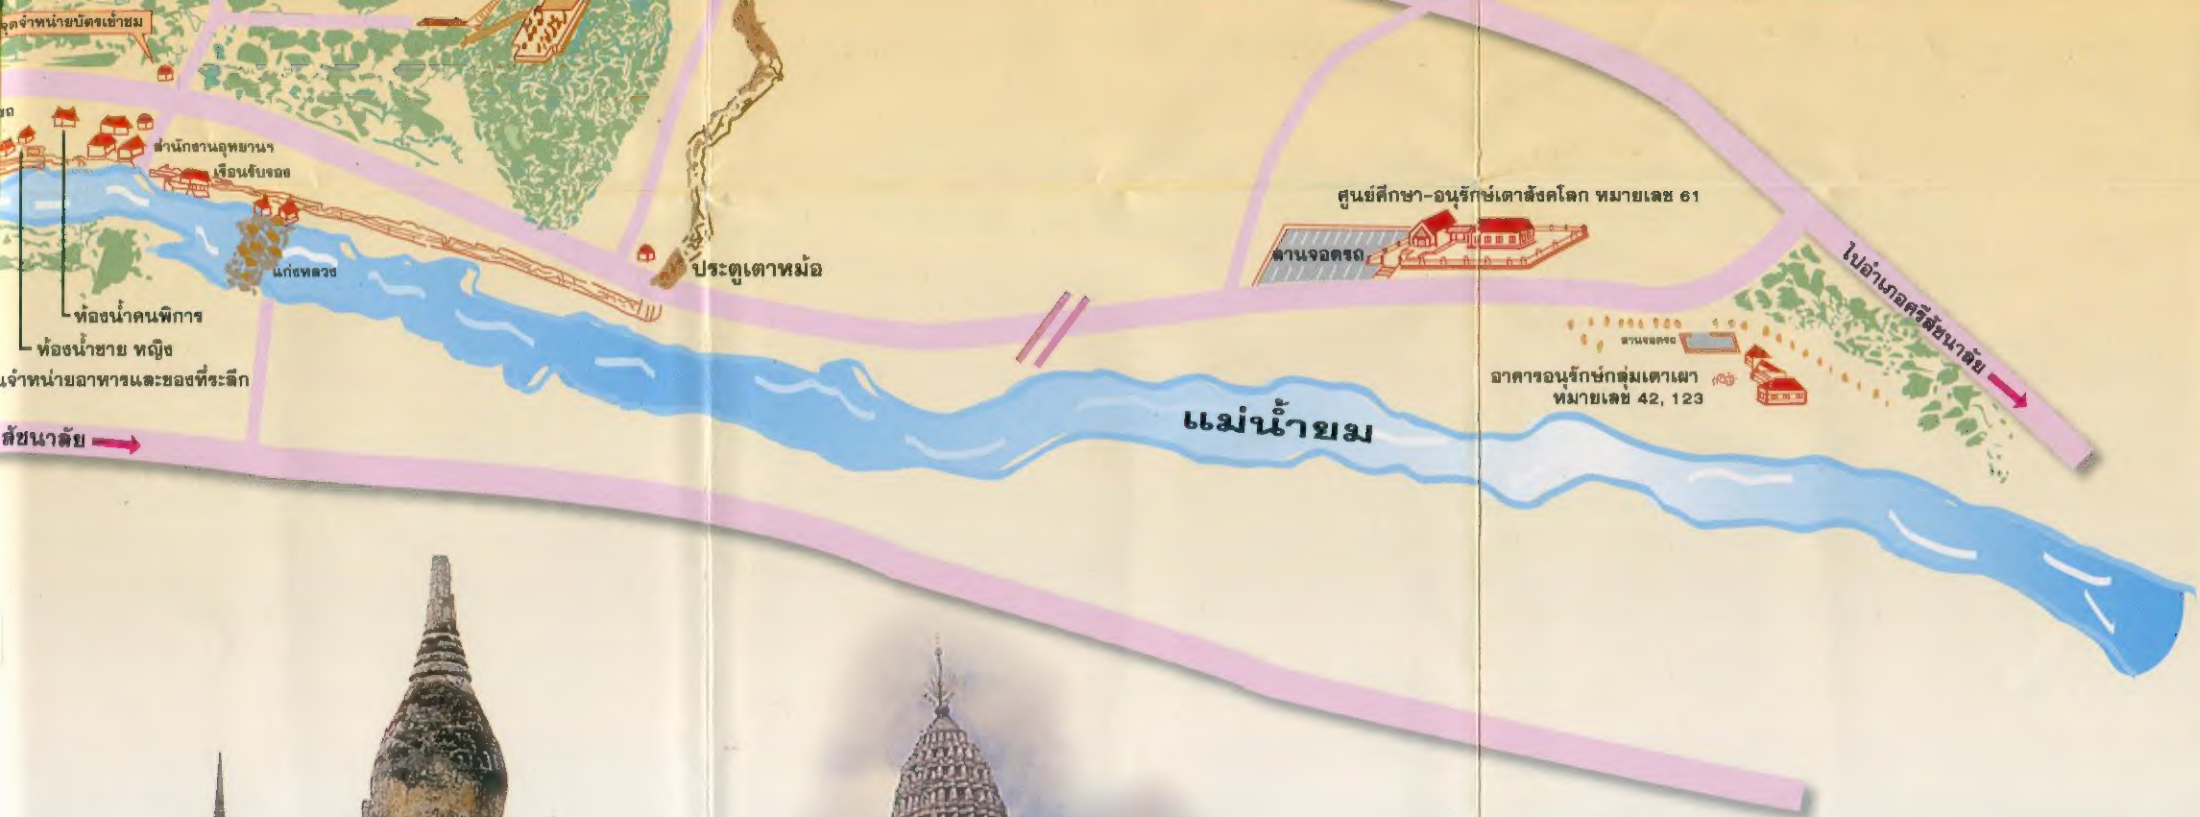 จุดจำหน่ายบัตรเข้าชม
สำนักงานอุทยานฯ
เรือนรับรอง
แก่งหลวง
ห้องน้ำคนพิการ
ห้องน้ำชาย หญิง
จำหน่ายอาหารและของที่ระลึก
สัชนาลัย
ประตูเตาหม้อ
ศูนย์ศึกษา-อนุรักษ์เตาสังคโลก หมายเลข 61
ลานจอดรถ
ไปอำเภอศรีสัชนาลัย
ลานจอดรถ
อาคารอนุรักษ์กลุ่มเตาเผา
หมายเลข 42, 123
แม่น้ำยม